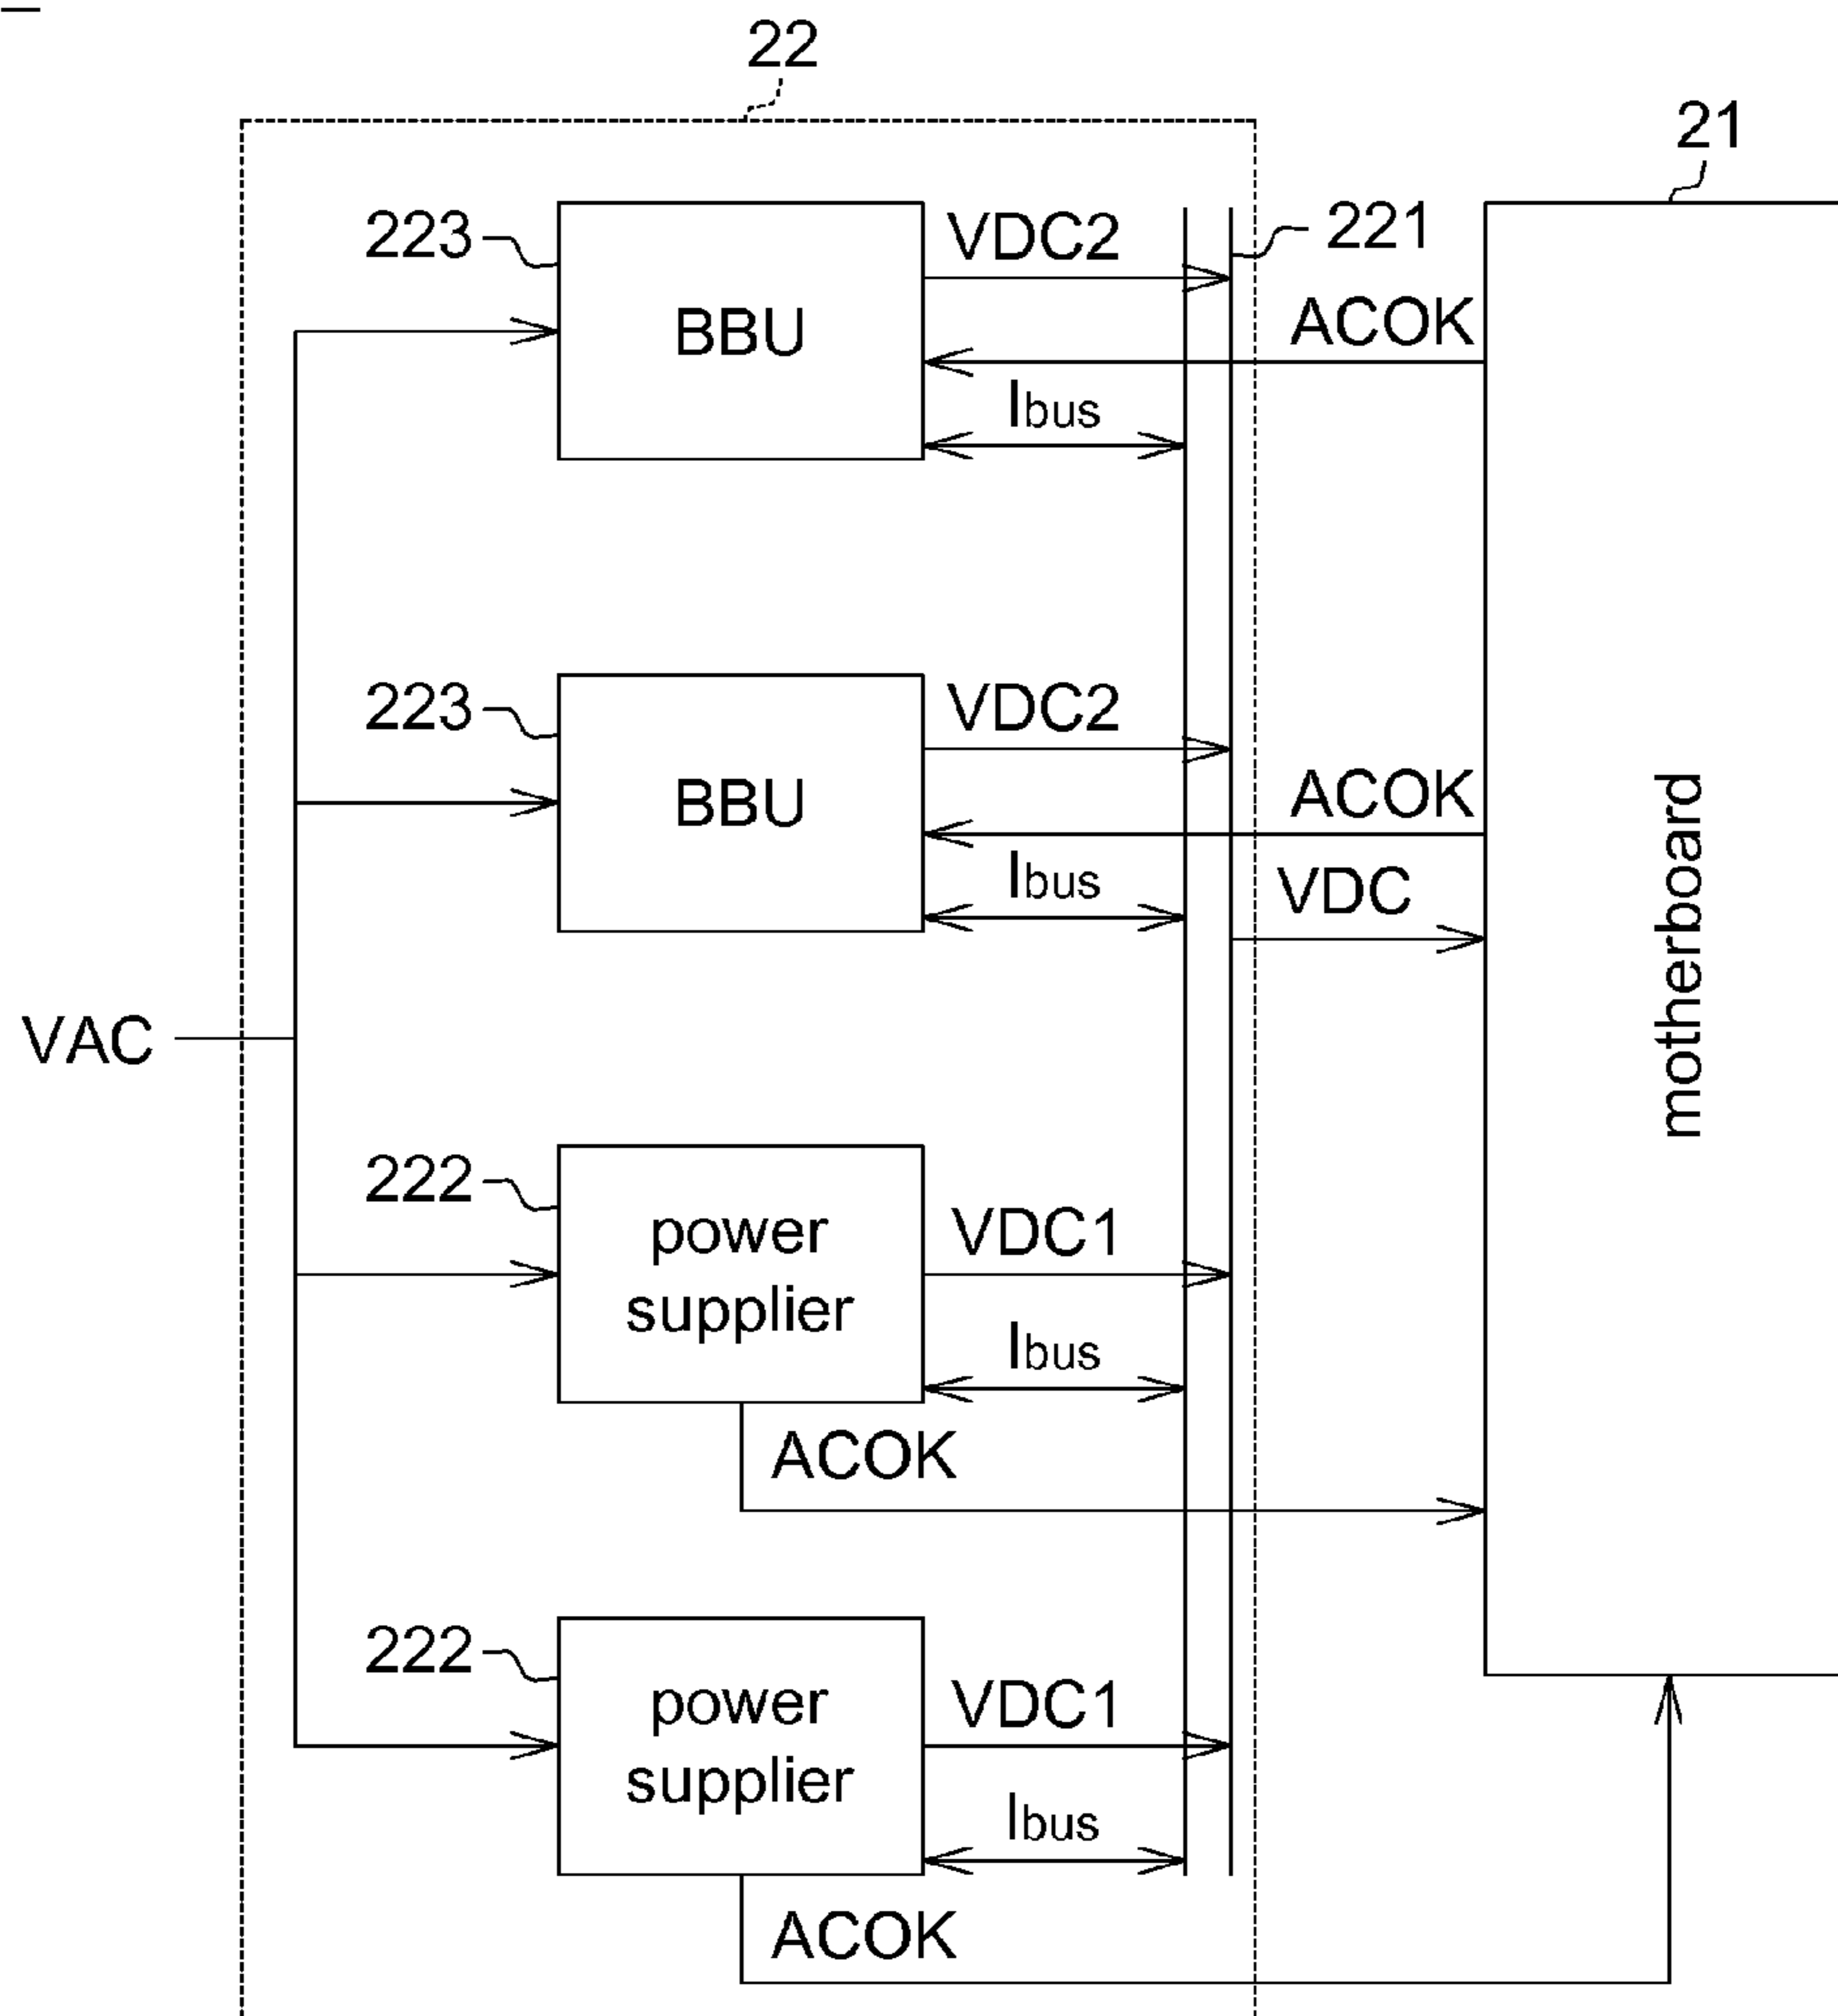 22
21
223
VDC2
221
BBU
ACOK
Ibus
223
VDC2
BBU
ACOK
Ibus
VDC
motherboard
VAC
222
power
supplier
VDC1
Ibus
ACOK
222
power
supplier
VDC1
Ibus
ACOK